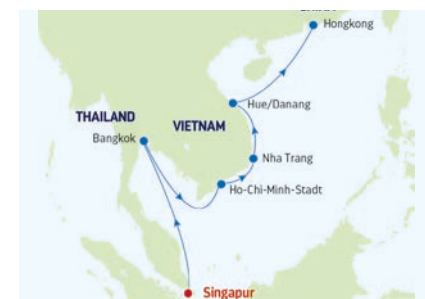 Hongkong
Hue/Danang
THAILAND
VIETNAM
Bangkok
Nha Trang
Ho-Chi-Minh-Stadt
Singapur